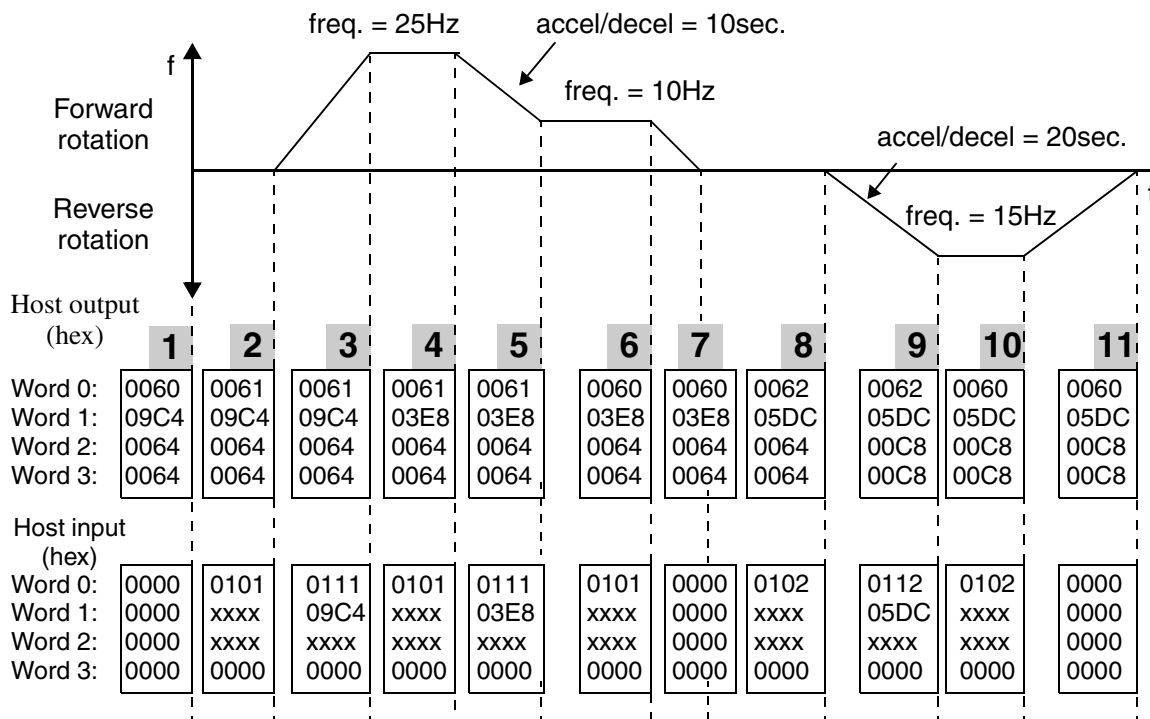 freq. = 25Hz accel/decel = 10sec.
f
freq. = 10Hz
Forward
rotation
accel/decel = 20sec.
t
Reverse
rotation
freq. = 15Hz
Host output
(hex)
1 2 3 4 5 6 7 8 9 10 11
Word 0: 0060 0061 0061 0061 0061 0060 0060 0062 0062 0060 0060
Word 1: 09C4 09C4 09C4 03E8 03E8 03E8 03E8 05DC 05DC 05DC 05DC
Word 2: 0064 0064 0064 0064 0064 0064 0064 0064 00C8 00C8 00C8
Word 3: 0064 0064 0064 0064 0064 0064 0064 0064 00C8 00C8 00C8
Host input
(hex)
Word 0: 0000 0101 0111 0101 0111 0101 0000 0102 0112 0102 0000
Word 1: 0000 xxxx 09C4 xxxx 03E8 xxxx 0000 xxxx 05DC xxxx 0000
Word 2: 0000 xxxx xxxx xxxx xxxx xxxx 0000 xxxx xxxx xxxx 0000
Word 3: 0000 0000 0000 0000 0000 0000 0000 0000 0000 0000 0000